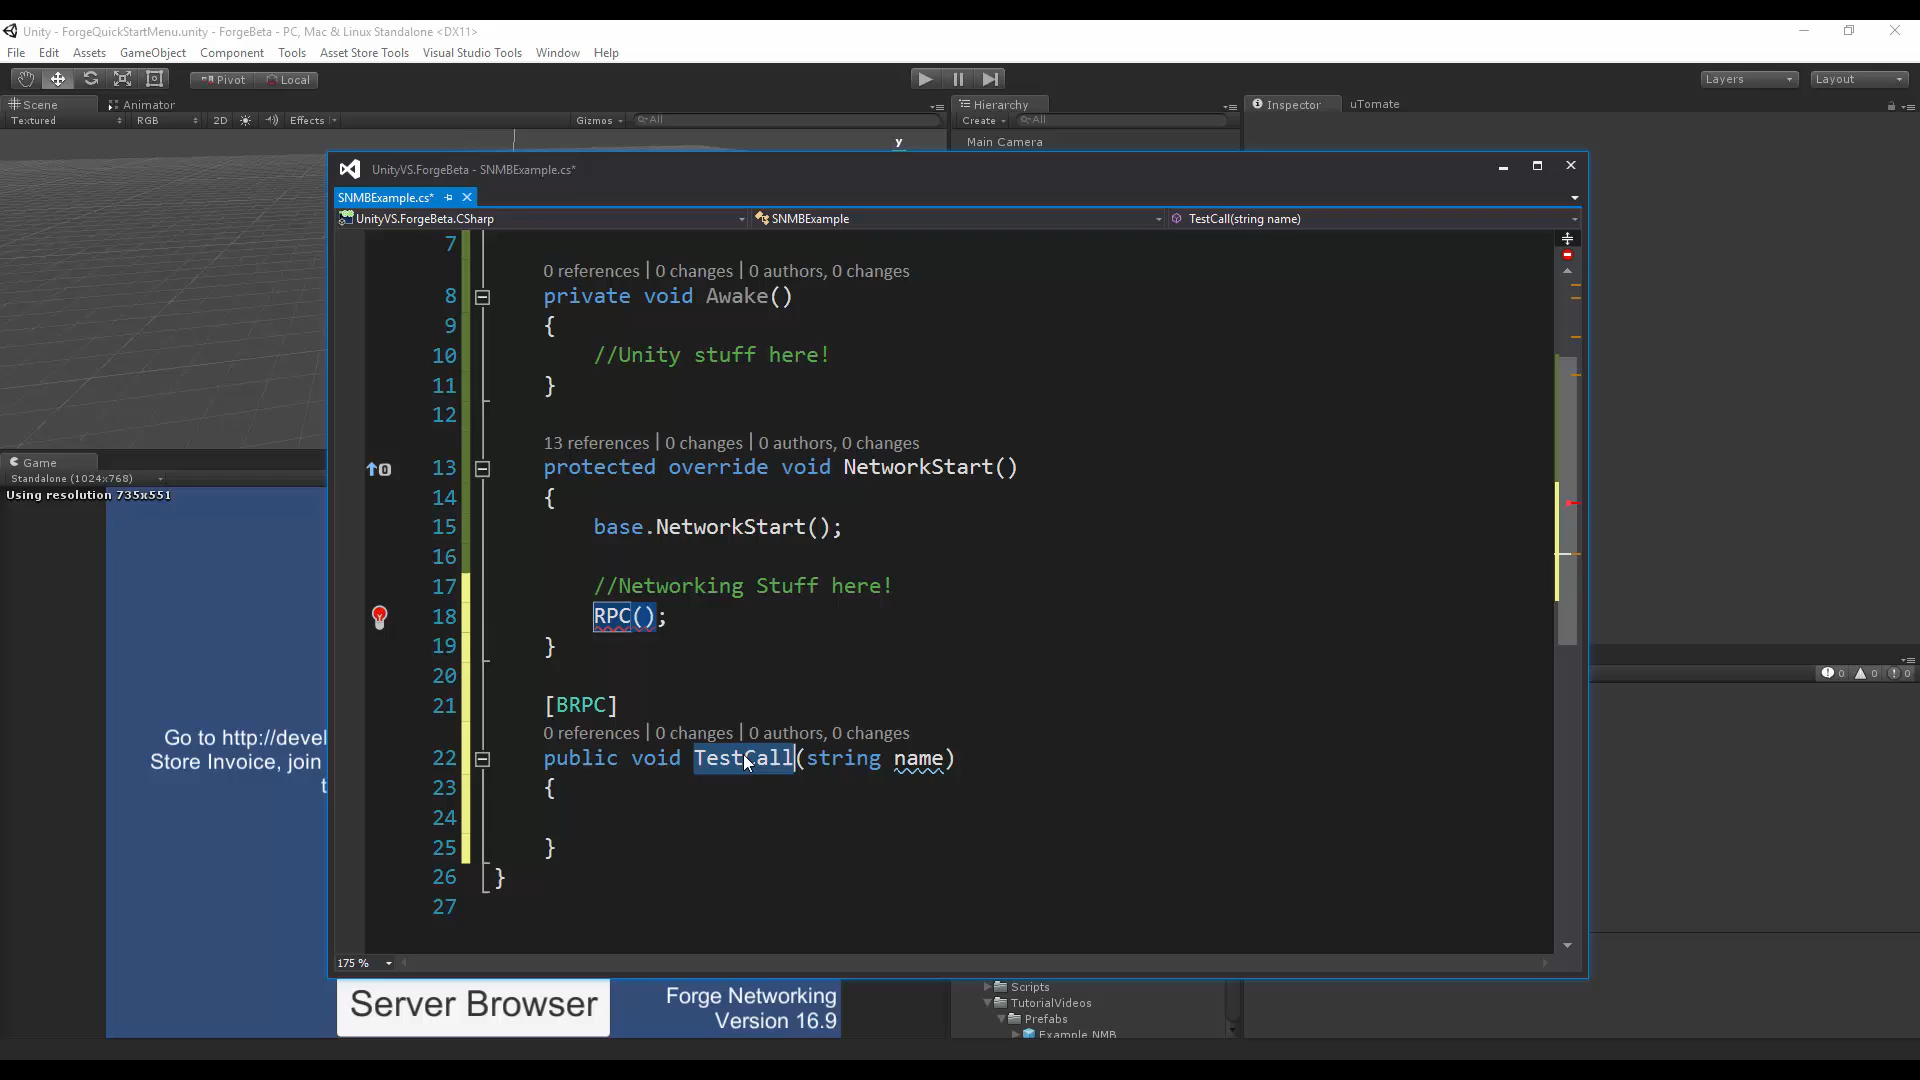 Unity - ForgeQuickStartMenu.unity - ForgeBeta - PC, Mac & Linux Standalone <DX11>
File Edit Assets GameObject Component Tools Asset Store Tools Visual Studio Tools Window Help
Pivot Local Layers Layout
Scene Animator Hierarchy Inspector uTomate
Textured RGB 2D Effects Gizmos All Create All
y Main Camera
UnityVS.ForgeBeta - SNMBExample.cs*
SNMBExample.cs*
UnityVS.ForgeBeta.CSharp SNMBExample TestCall(string name)
7
0 references | 0 changes | 0 authors, 0 changes
8 private void Awake()
9 {
10 //Unity stuff here!
11 }
12
13 references | 0 changes | 0 authors, 0 changes
13 protected override void NetworkStart()
14 {
15 base.NetworkStart();
16
17 //Networking Stuff here!
18 RPC();
19 }
20
21 [BRPC]
0 references | 0 changes | 0 authors, 0 changes
22 public void TestCall(string name)
23 {
24
25 }
26 }
27
175 %
Game
Standalone (1024x768)
Using resolution 735x551
Go to http://devel
Store Invoice, join
t
0 0 0
Server Browser
Forge Networking
Version 16.9
Scripts
TutorialVideos
Prefabs
Example NMB